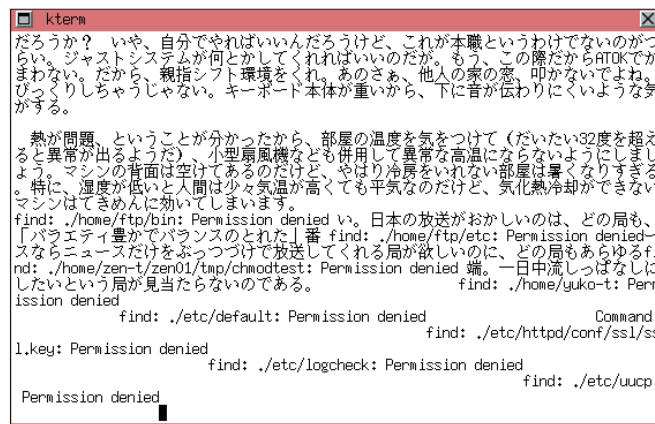 kterm
だろうか？　いや、自分でやればいいんだろうけど、これが本職というわけでないのがつ
らい。ジャストシステムが何とかしてくれればいいのだが。もう、この際だからATOKでか
まわない。だから、親指シフト環境をくれ。あのさぁ、他人の家の窓、叩かないでよね。
びっくりしちゃうじゃない。キーボード本体が重いから、下に音が伝わりにくいような気
がする。
　熱が問題、ということが分かったから、部屋の温度を気をつけて（だいたい32度を超え
ると異常が出るようだ）、小型扇風機なども併用して異常な高温にならないようにしまし
ょう。マシンの背面は空けてあるのだけど、やはり冷房をいれない部屋は暑くなりすぎる
。特に、湿度が低いと人間は少々気温が高くても平気なのだけど、気化熱冷却ができない
マシンはてきめんに効いてしまいます。
find: ./home/ftp/bin: Permission denied い。日本の放送がおかしいのは、どの局も、
「バラエティ豊かでバランスのとれた」番 find: ./home/ftp/etc: Permission denied一
スならニュースだけをぶっつづけで放送してくれる局が欲しいのに、どの局もあらゆるfi
nd: ./home/zen-t/zen01/tmp/chmodtest: Permission denied 端。一日中流しっぱなしに
したいという局が見当たらないのである。 find: ./home/yuko-t: Perm
ission denied
find: ./etc/default: Permission denied Command
find: ./etc/httpd/conf/ssl/ss
l.key: Permission denied
find: ./etc/logcheck: Permission denied
find: ./etc/uucp
Permission denied